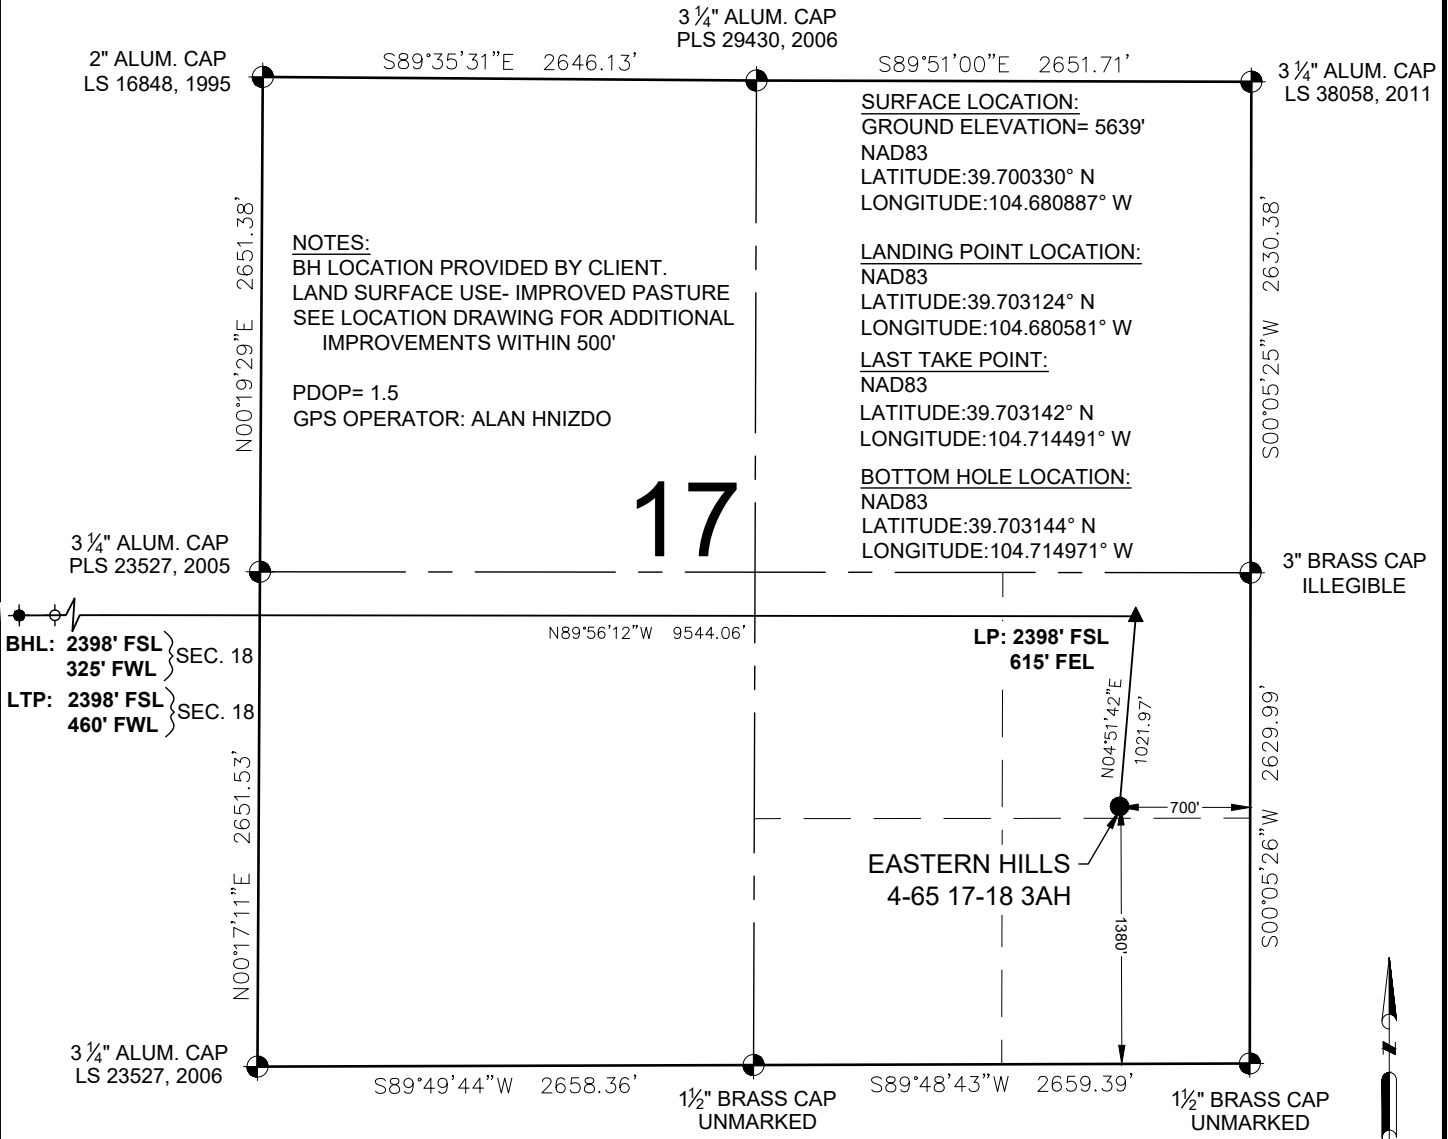 3 ¼" ALUM. CAP
PLS 29430, 2006
2" ALUM. CAP
LS 16848, 1995
S89°35'31"E 2646.13'
S89°51'00"E 2651.71'
3 ¼" ALUM. CAP
LS 38058, 2011
SURFACE LOCATION:
GROUND ELEVATION= 5639'
NAD83
LATITUDE:39.700330° N
LONGITUDE:104.680887° W
LANDING POINT LOCATION:
NAD83
LATITUDE:39.703124° N
LONGITUDE:104.680581° W
LAST TAKE POINT:
NAD83
LATITUDE:39.703142° N
LONGITUDE:104.714491° W
BOTTOM HOLE LOCATION:
NAD83
LATITUDE:39.703144° N
LONGITUDE:104.714971° W
NOTES:
BH LOCATION PROVIDED BY CLIENT.
LAND SURFACE USE- IMPROVED PASTURE
SEE LOCATION DRAWING FOR ADDITIONAL
IMPROVEMENTS WITHIN 500'
PDOP= 1.5
GPS OPERATOR: ALAN HNIZDO
N00°19'29"E 2651.38'
S00°05'25"W 2630.38'
17
3 ¼" ALUM. CAP
PLS 23527, 2005
3" BRASS CAP
ILLEGIBLE
N89°56'12"W 9544.06'
BHL: 2398' FSL
325' FWL
SEC. 18
LTP: 2398' FSL
460' FWL
SEC. 18
LP: 2398' FSL
615' FEL
N04°51'42"E
1021.97'
700'
1380'
EASTERN HILLS
4-65 17-18 3AH
N00°17'11"E 2651.53'
S00°05'26"W 2629.99'
3 ¼" ALUM. CAP
LS 23527, 2006
S89°49'44"W 2658.36'
1½" BRASS CAP
UNMARKED
S89°48'43"W 2659.39'
1½" BRASS CAP
UNMARKED
N